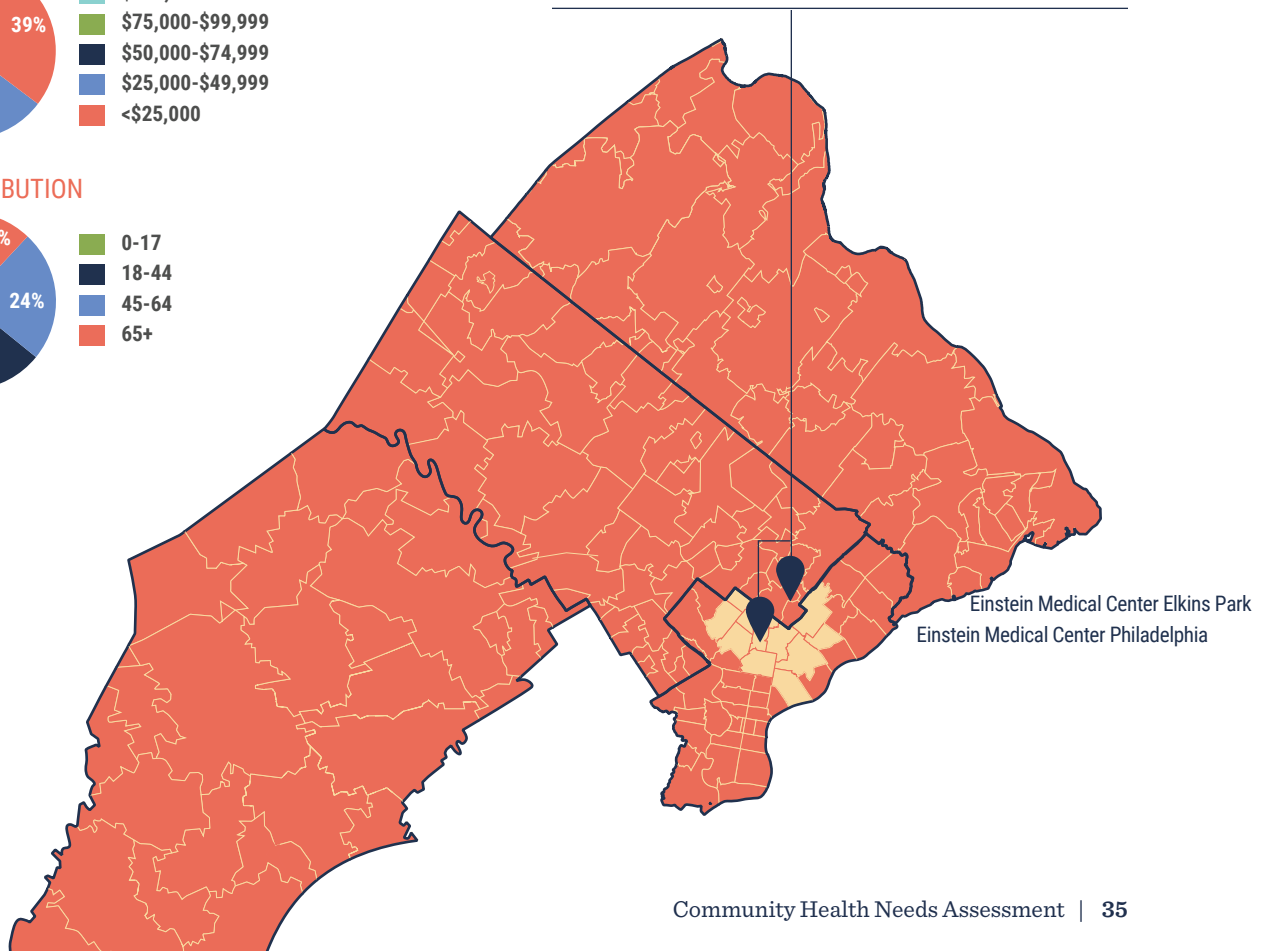 39%
$75,000-$99,999
$50,000-$74,999
$25,000-$49,999
<$25,000
BUTION
%
24%
0-17
18-44
45-64
65+
Einstein Medical Center Elkins Park
Einstein Medical Center Philadelphia
Community Health Needs Assessment | 35